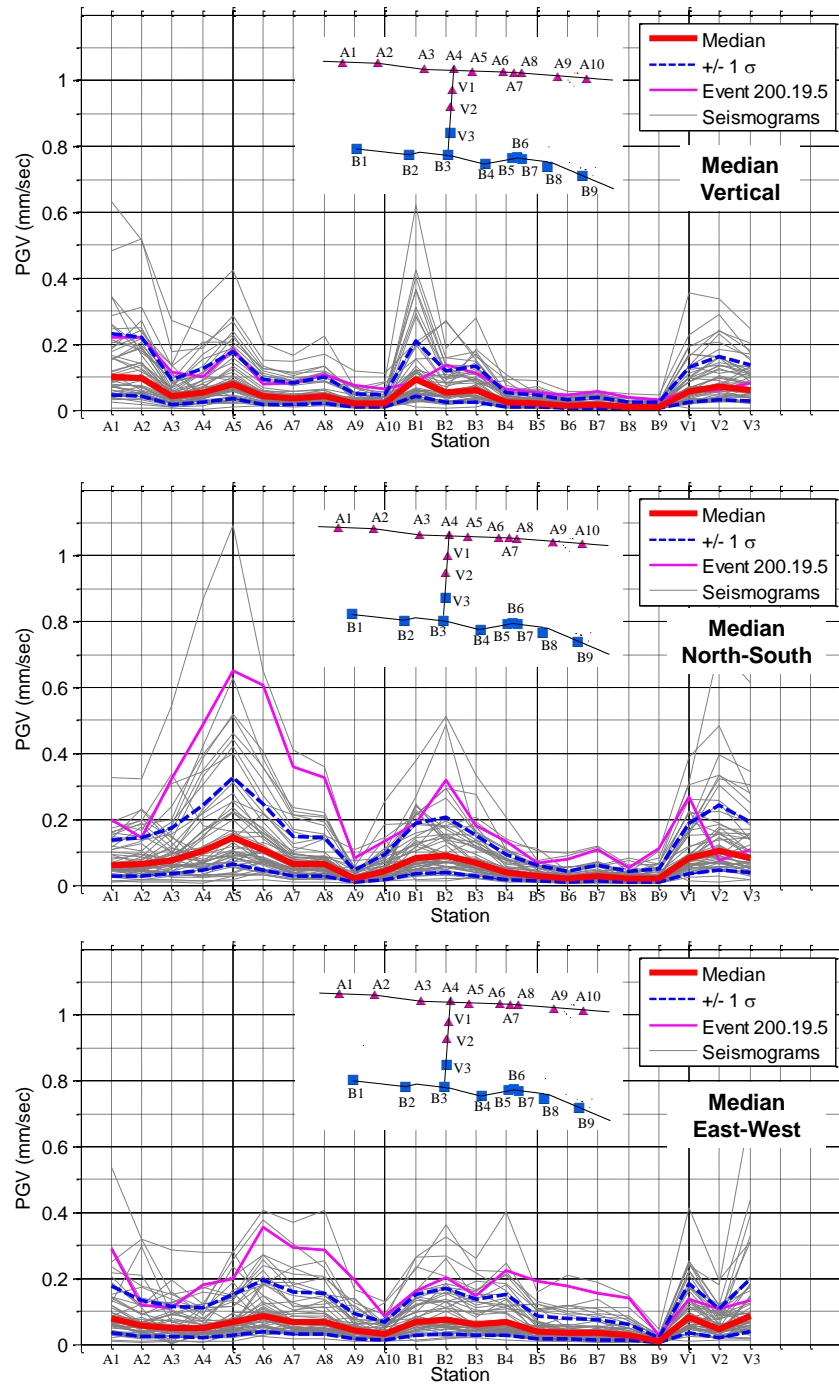 Median
+/- 1 σ
Event 200.19.5
Seismograms
A1 A2 A3 A4 A5 A6 A8 A9 A10
A7
V1
V2
V3
B6
B1 B2 B3 B4 B5 B7 B8 B9
Median
Vertical
PGV (mm/sec)
1
0.8
0.6
0.4
0.2
0
A1 A2 A3 A4 A5 A6 A7 A8 A9 A10 B1 B2 B3 B4 B5 B6 B7 B8 B9 V1 V2 V3
Station
Median
+/- 1 σ
Event 200.19.5
Seismograms
A1 A2 A3 A4 A5 A6 A8 A9 A10
A7
V1
V2
V3
B6
B1 B2 B3 B4 B5 B7 B8 B9
Median
North-South
PGV (mm/sec)
1
0.8
0.6
0.4
0.2
0
A1 A2 A3 A4 A5 A6 A7 A8 A9 A10 B1 B2 B3 B4 B5 B6 B7 B8 B9 V1 V2 V3
Station
Median
+/- 1 σ
Event 200.19.5
Seismograms
A1 A2 A3 A4 A5 A6 A8 A9 A10
A7
V1
V2
V3
B6
B1 B2 B3 B4 B5 B7 B8 B9
Median
East-West
PGV (mm/sec)
1
0.8
0.6
0.4
0.2
0
A1 A2 A3 A4 A5 A6 A7 A8 A9 A10 B1 B2 B3 B4 B5 B6 B7 B8 B9 V1 V2 V3
Station